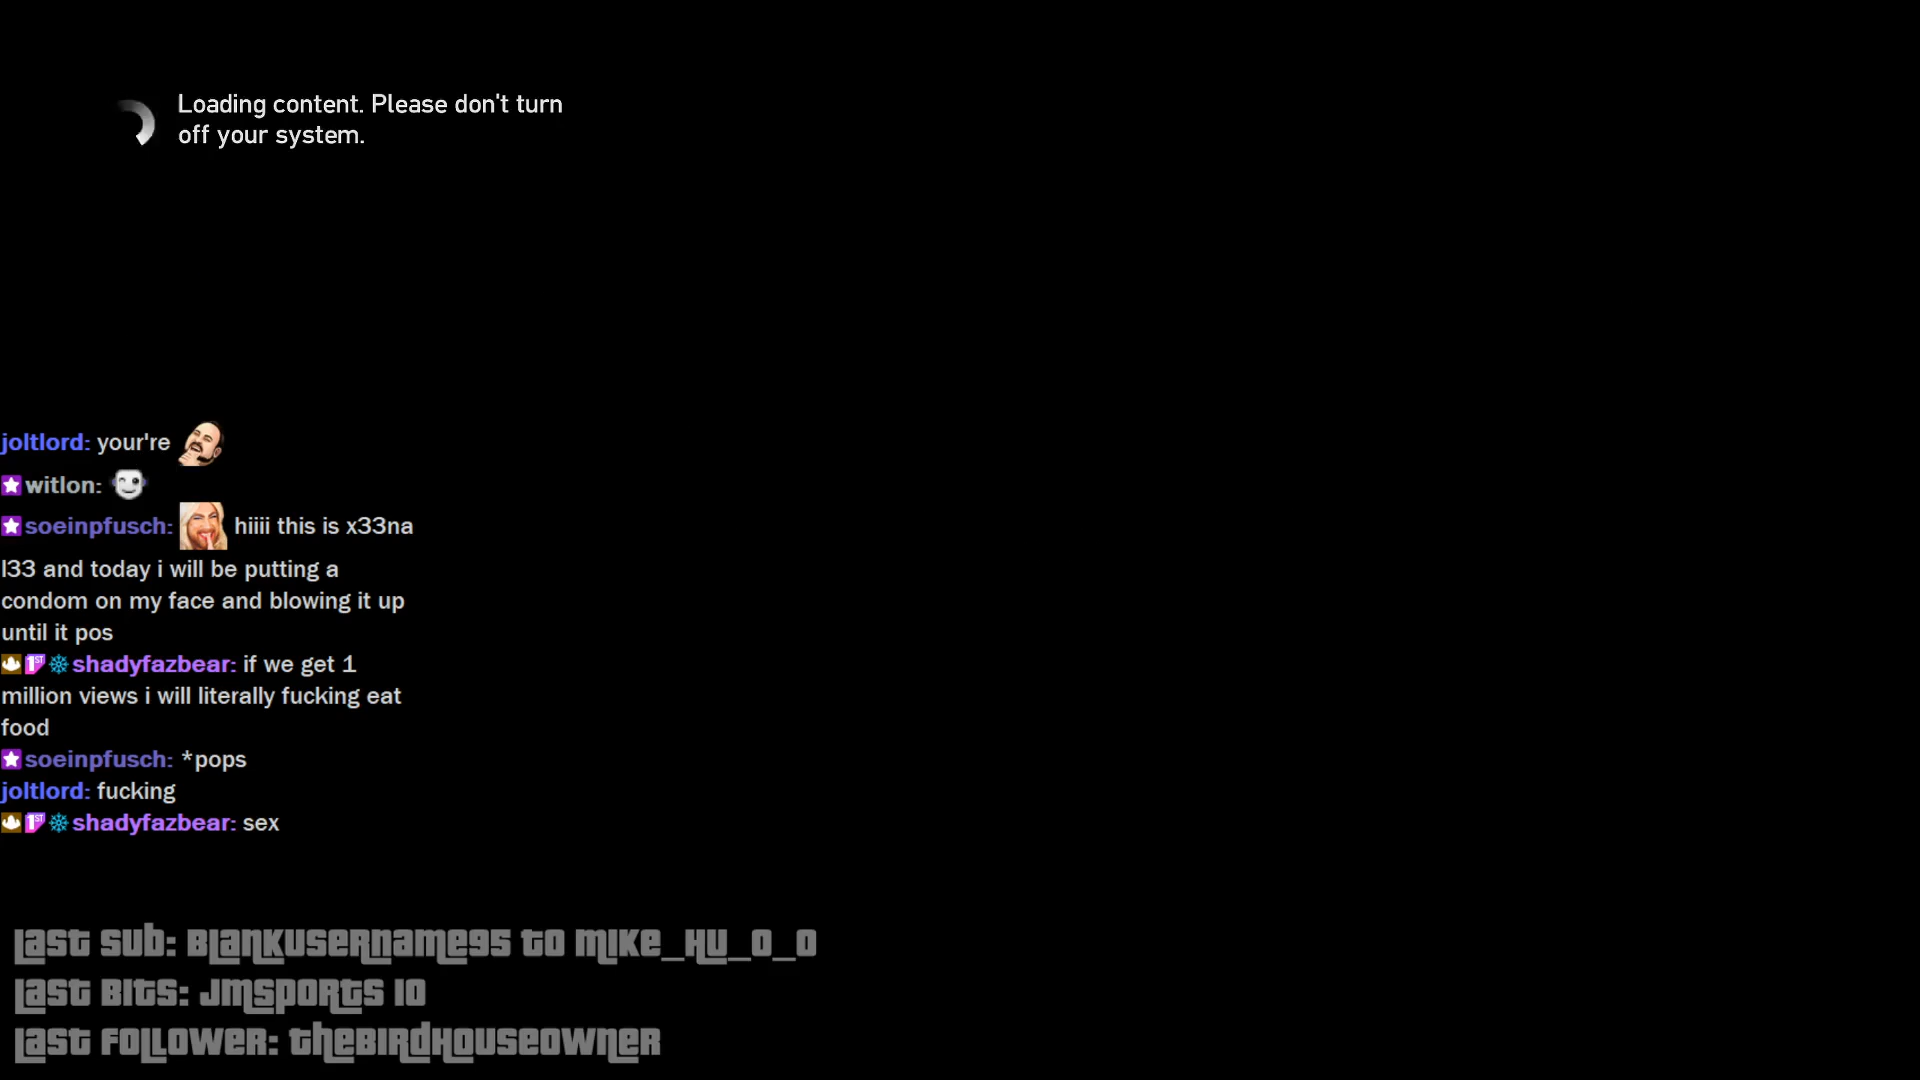 Loading content. Please don't turn
off your system.
joltlord: your're
witlon:
soeinpfusch: hiiii this is x33na
l33 and today i will be putting a
condom on my face and blowing it up
until it pos
1ST shadyfazbear: if we get 1
million views i will literally fucking eat
food
soeinpfusch: *pops
joltlord: fucking
1ST shadyfazbear: sex
Last sub: Blankusername95 to mike_hu_o_o
Last Bits: Jmsports 10
Last Follower: thebirdhouseowner